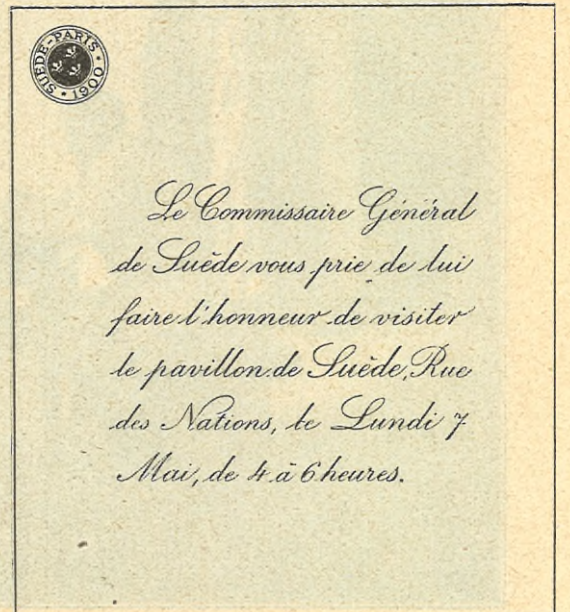 SUÈDE-PARIS • 1900 •
Le Commissaire Général
de Suède vous prie de lui
faire l'honneur de visiter
le pavillon de Suède, Rue
des Nations, le Lundi 7
Mai, de 4 à 6 heures.